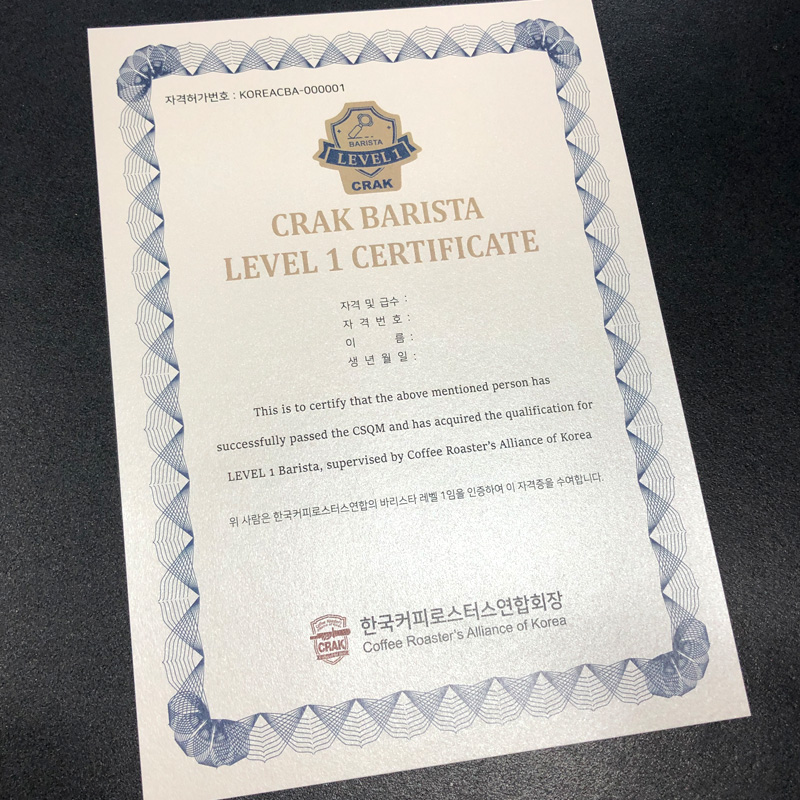 자격허가번호 : KOREACBA-000001
BARISTA
LEVEL 1
CRAK
CRAK BARISTA
LEVEL 1 CERTIFICATE
자격 및 급수 :
자 격 번 호 :
이 름 :
생 년 월 일 :
This is to certify that the above mentioned person has
successfully passed the CSQM and has acquired the qualification for
LEVEL 1 Barista, supervised by Coffee Roaster's Alliance of Korea
위 사람은 한국커피로스터스연합의 바리스타 레벨 1임을 인증하여 이 자격증을 수여합니다.
CRAK
한국커피로스터스연합회장
Coffee Roaster's Alliance of Korea